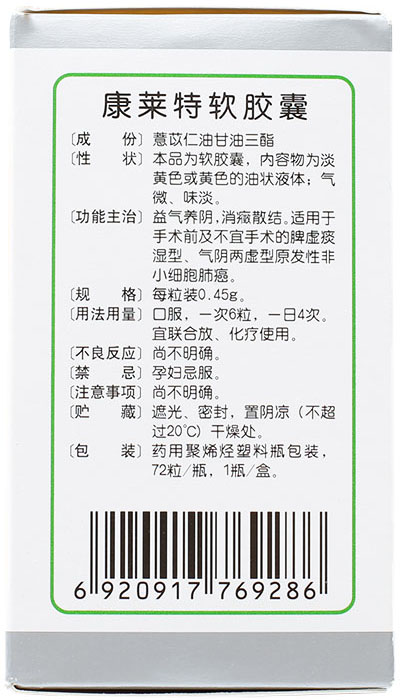 康莱特软胶囊
〔成　份〕薏苡仁油甘油三酯
〔性　状〕本品为软胶囊，内容物为淡
黄色或黄色的油状液体；气
微、味淡。
〔功能主治〕益气养阴，消癥散结。适用于
手术前及不宜手术的脾虚痰
湿型、气阴两虚型原发性非
小细胞肺癌。
〔规　格〕每粒装0.45g。
〔用法用量〕口服，一次6粒，一日4次。
宜联合放、化疗使用。
〔不良反应〕尚不明确。
〔禁　忌〕孕妇忌服。
〔注意事项〕尚不明确。
〔贮　藏〕遮光、密封，置阴凉（不超
过20℃）干燥处。
〔包　装〕药用聚烯烃塑料瓶包装，
72粒/瓶，1瓶/盒。
6 920917 769286